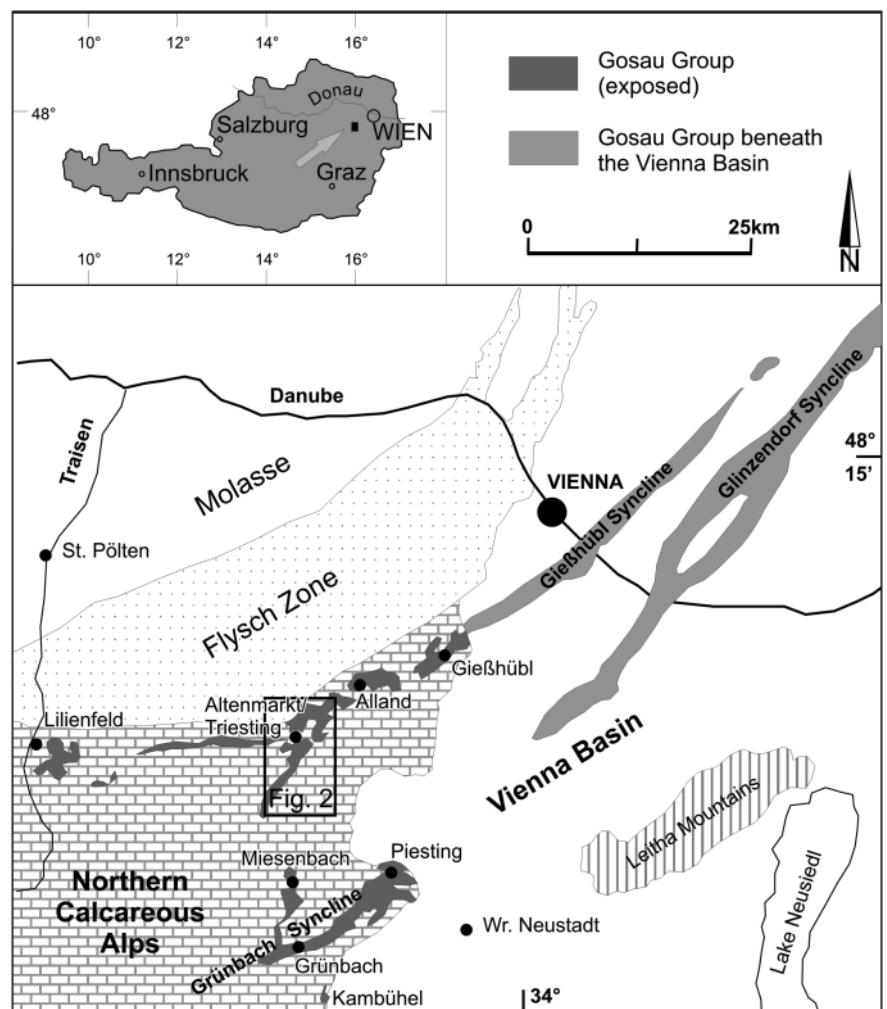 10°
12°
14°
16°
48°
Donau
Salzburg
WIEN
Innsbruck
Graz
10°
12°
14°
16°
Gosau Group
(exposed)
Gosau Group beneath
the Vienna Basin
0
25km
N
Danube
Traisen
Molasse
VIENNA
48°
15'
Glinzendorf Syncline
Gießhübl Syncline
St. Pölten
Flysch Zone
Gießhübl
Altenmarkt/
Triesting
Alland
Lilienfeld
Fig. 2
Vienna Basin
Leitha Mountains
Lake Neusiedl
Miesenbach
Piesting
Northern
Calcareous
Alps
Grünbach Syncline
Wr. Neustadt
Grünbach
Kambühel
34°